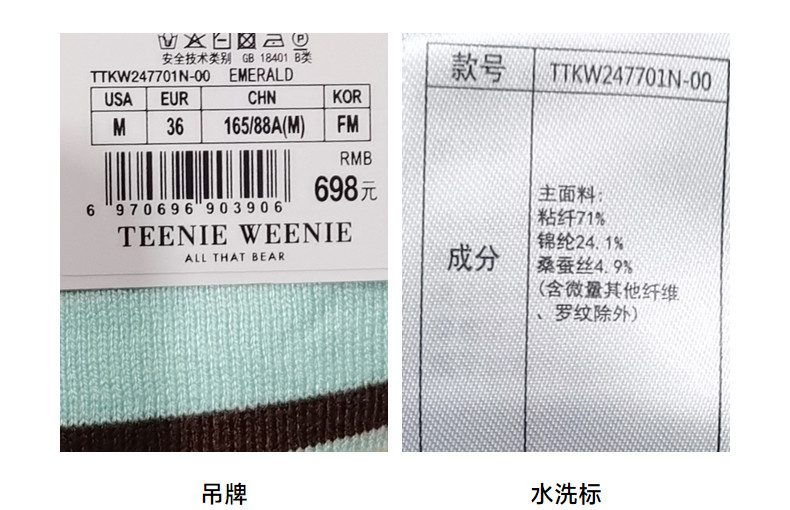 安全技术类别 GB 18401 B类
TTKW247701N-00 EMERALD
USA EUR CHN KOR
M 36 165/88A(M) FM
RMB
698元
6 970696 903906
TEENIE WEENIE
ALL THAT BEAR
款号 TTKW247701N-00
成分
主面料:
粘纤71%
锦纶24.1%
桑蚕丝4.9%
(含微量其他纤维
、罗纹除外)
吊牌
水洗标